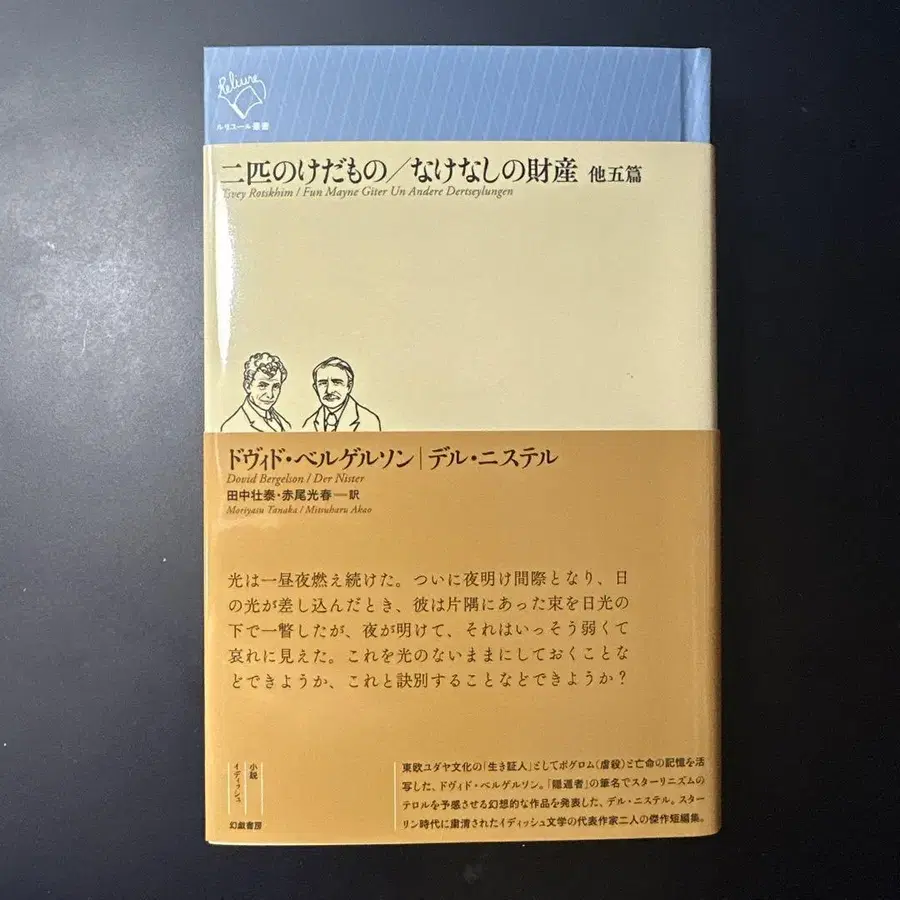 Reliure
ルリユール叢書
二匹のけだもの／なけなしの財産 他五篇
Tsvey Rotskhim / Fun Mayne Giter Un Andere Dertseylungen
ドヴィド・ベルゲルソン｜デル・ニステル
Dovid Bergelson / Der Nister
田中壮泰・赤尾光春──訳
Moriyasu Tanaka / Mitsuharu Akao
光は一昼夜燃え続けた。ついに夜明け間際となり、日
の光が差し込んだとき、彼は片隅にあった束を日光の
下で一瞥したが、夜が明けて、それはいっそう弱くて
哀れに見えた。これを光のないままにしておくことな
どできようか、これと訣別することなどできようか？
小説
イディッシュ
幻戯書房
東欧ユダヤ文化の「生き証人」としてポグロム（虐殺）と亡命の記憶を活
写した、ドヴィド・ベルゲルソン。「隠遁者」の筆名でスターリニズムの
テロルを予感させる幻想的な作品を発表した、デル・ニステル。スター
リン時代に粛清されたイディッシュ文学の代表作家二人の傑作短編集。